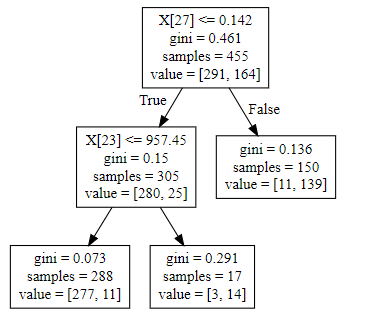 X[27] <= 0.142
gini = 0.461
samples = 455
value = [291, 164]
True
False
X[23] <= 957.45
gini = 0.15
samples = 305
value = [280, 25]
gini = 0.136
samples = 150
value = [11, 139]
gini = 0.073
samples = 288
value = [277, 11]
gini = 0.291
samples = 17
value = [3, 14]